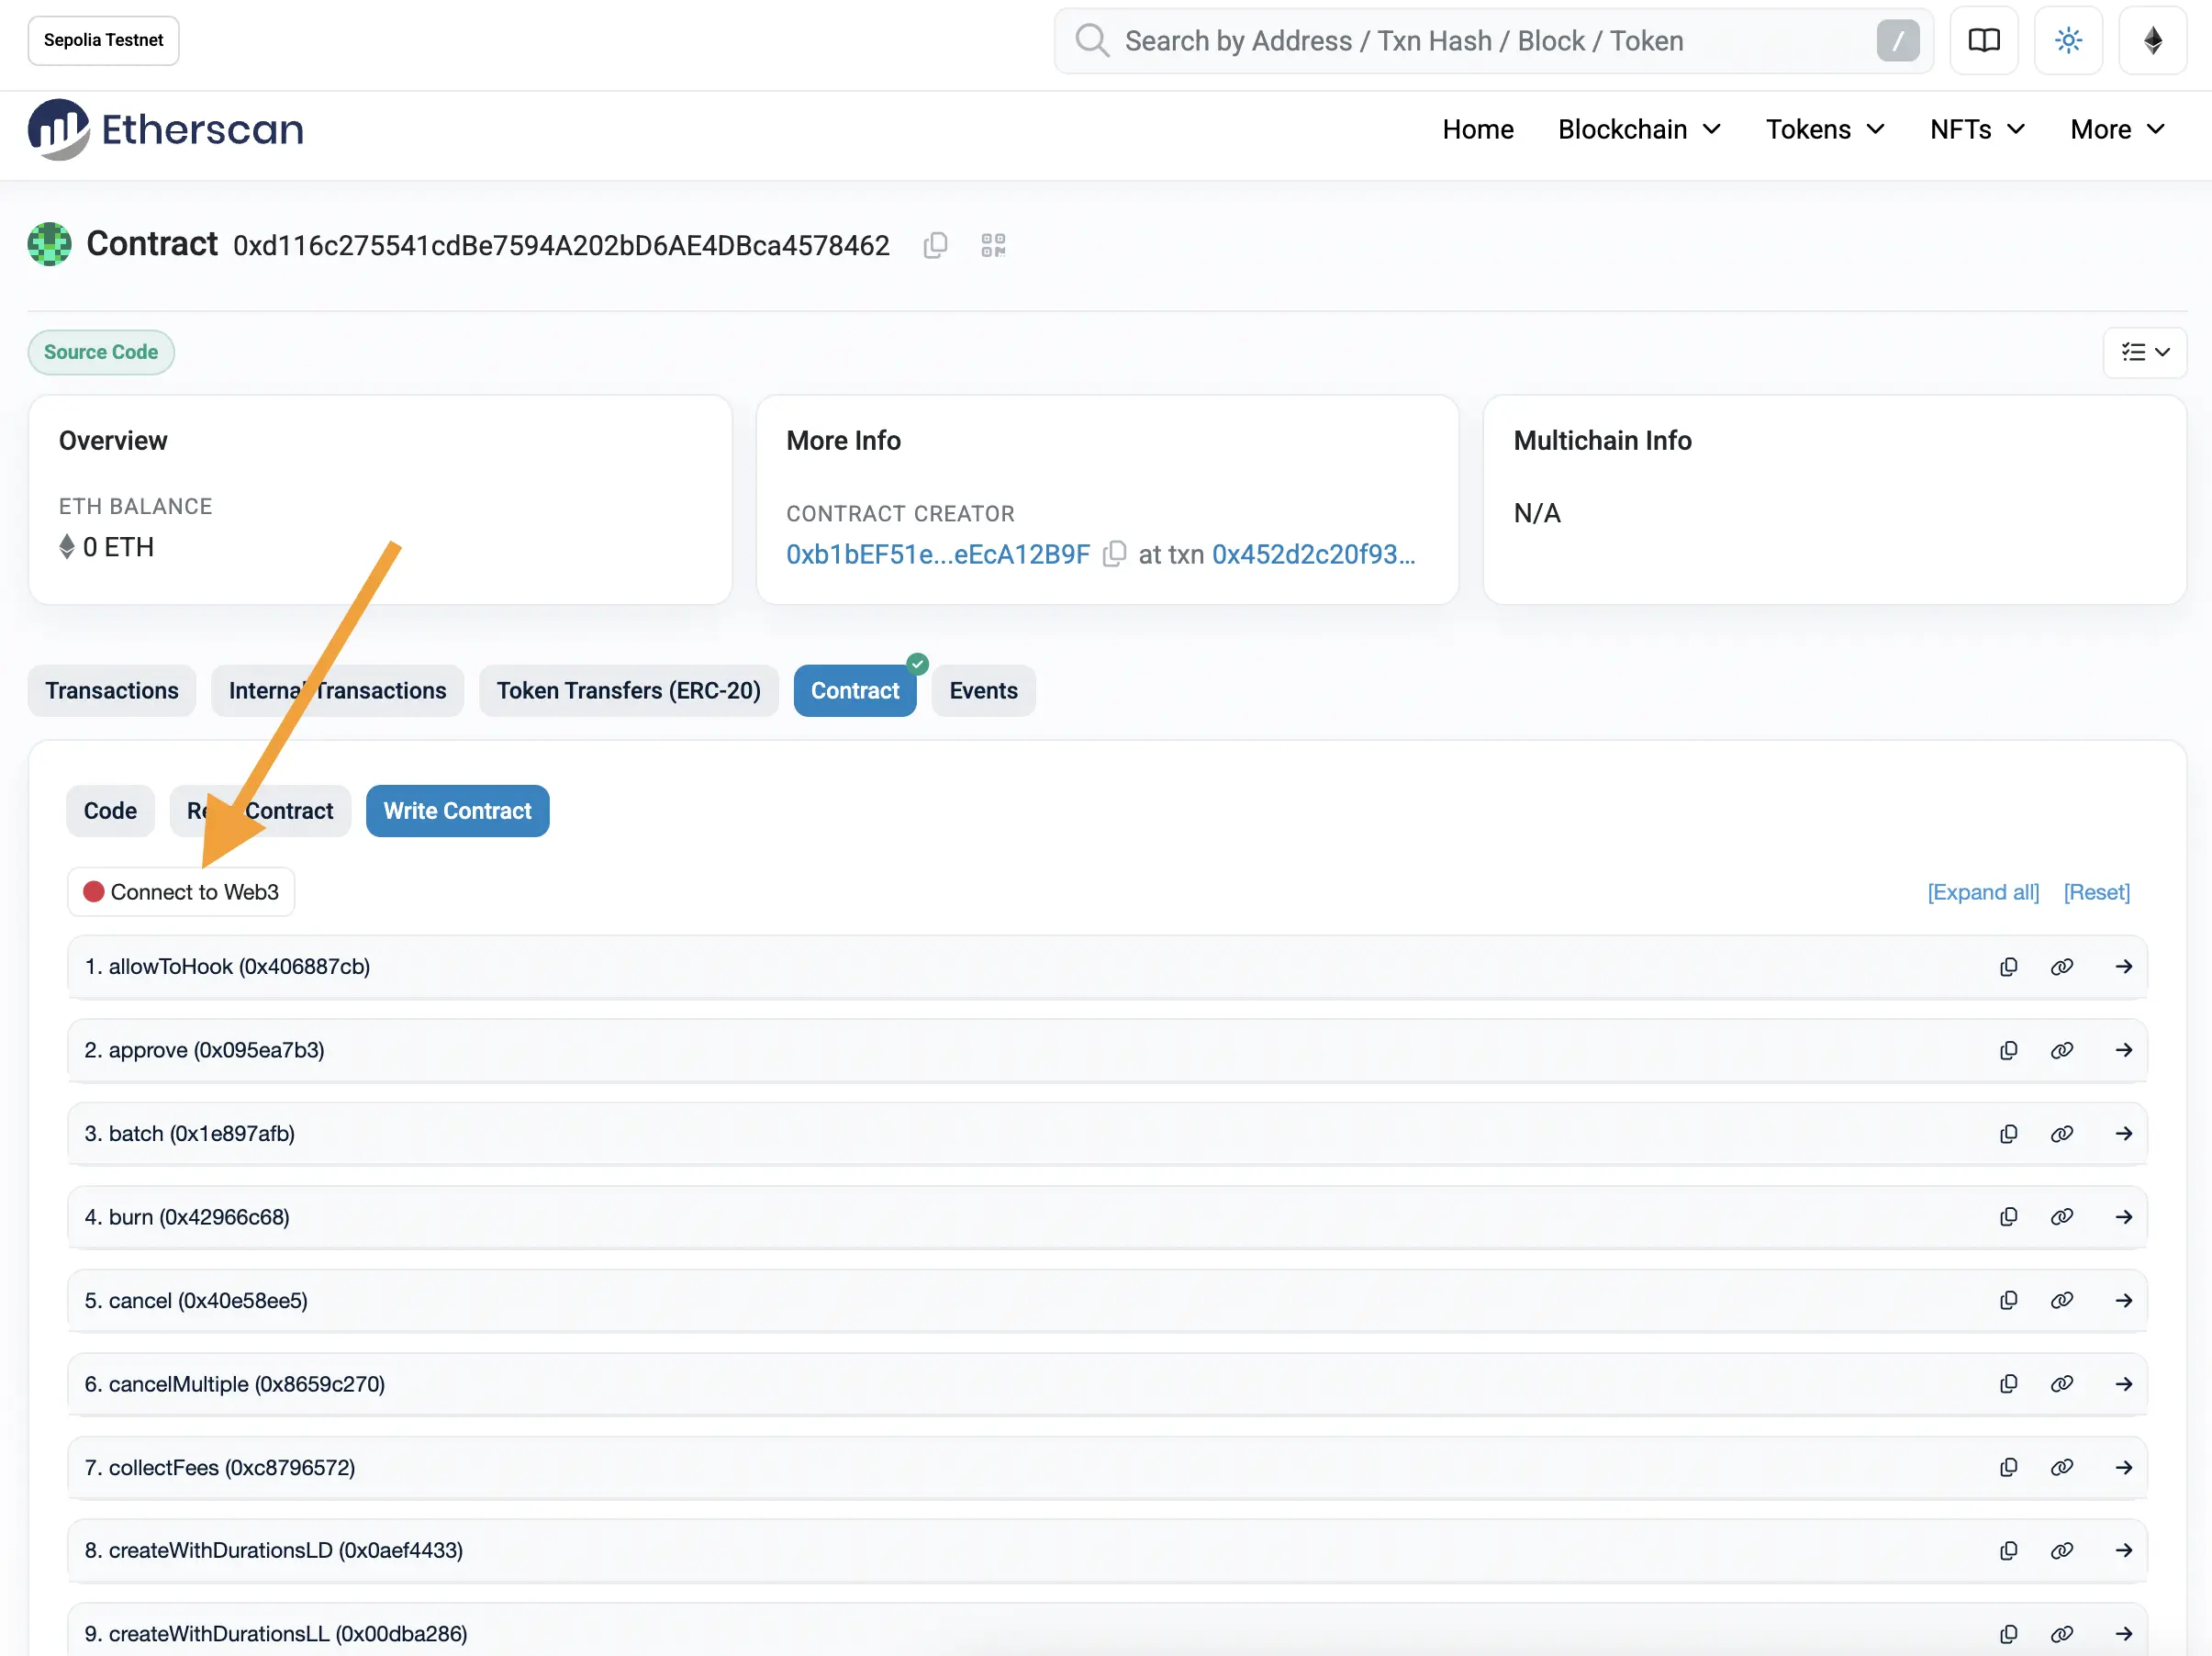 Sepolia Testnet
Search by Address / Txn Hash / Block / Token
/
Etherscan
Home Blockchain Tokens NFTs More
Contract 0xd116c275541cdBe7594A202bD6AE4DBca4578462
Source Code
Overview
ETH BALANCE
0 ETH
More Info
CONTRACT CREATOR
0xb1bEF51e...eEcA12B9F at txn 0x452d2c20f93...
Multichain Info
N/A
Transactions Internal Transactions Token Transfers (ERC-20) Contract Events
Code Read Contract Write Contract
Connect to Web3 [Expand all] [Reset]
1. allowToHook (0x406887cb)
2. approve (0x095ea7b3)
3. batch (0x1e897afb)
4. burn (0x42966c68)
5. cancel (0x40e58ee5)
6. cancelMultiple (0x8659c270)
7. collectFees (0xc8796572)
8. createWithDurationsLD (0x0aef4433)
9. createWithDurationsLL (0x00dba286)